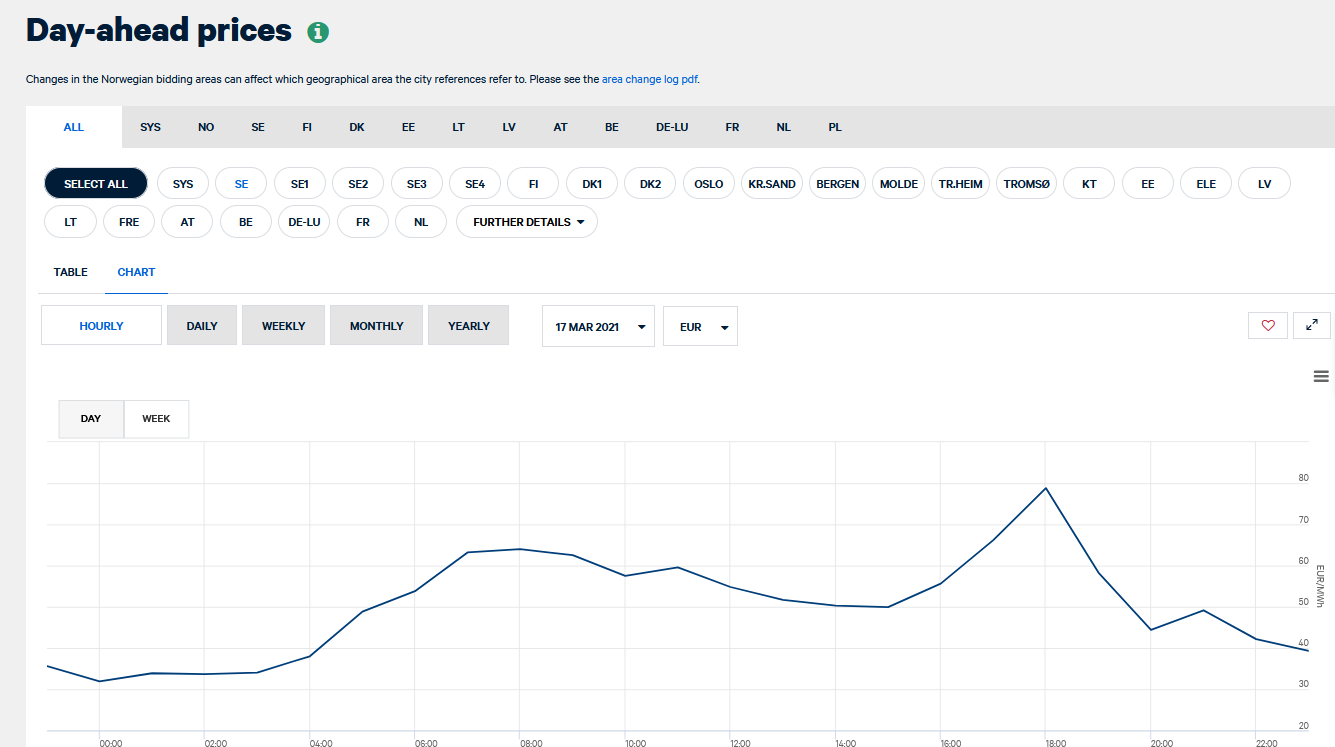 Day-ahead prices i
Changes in the Norwegian bidding areas can affect which geographical area the city references refer to. Please see the area change log pdf.
ALL SYS NO SE FI DK EE LT LV AT BE DE-LU FR NL PL
SELECT ALL SYS SE SE1 SE2 SE3 SE4 FI DK1 DK2 OSLO KR.SAND BERGEN MOLDE TR.HEIM TROMSØ KT EE ELE LV
LT FRE AT BE DE-LU FR NL FURTHER DETAILS
TABLE CHART
HOURLY DAILY WEEKLY MONTHLY YEARLY 17 MAR 2021 EUR
DAY WEEK
80
70
60
50
40
30
20
EUR/MWh
00:00 02:00 04:00 06:00 08:00 10:00 12:00 14:00 16:00 18:00 20:00 22:00